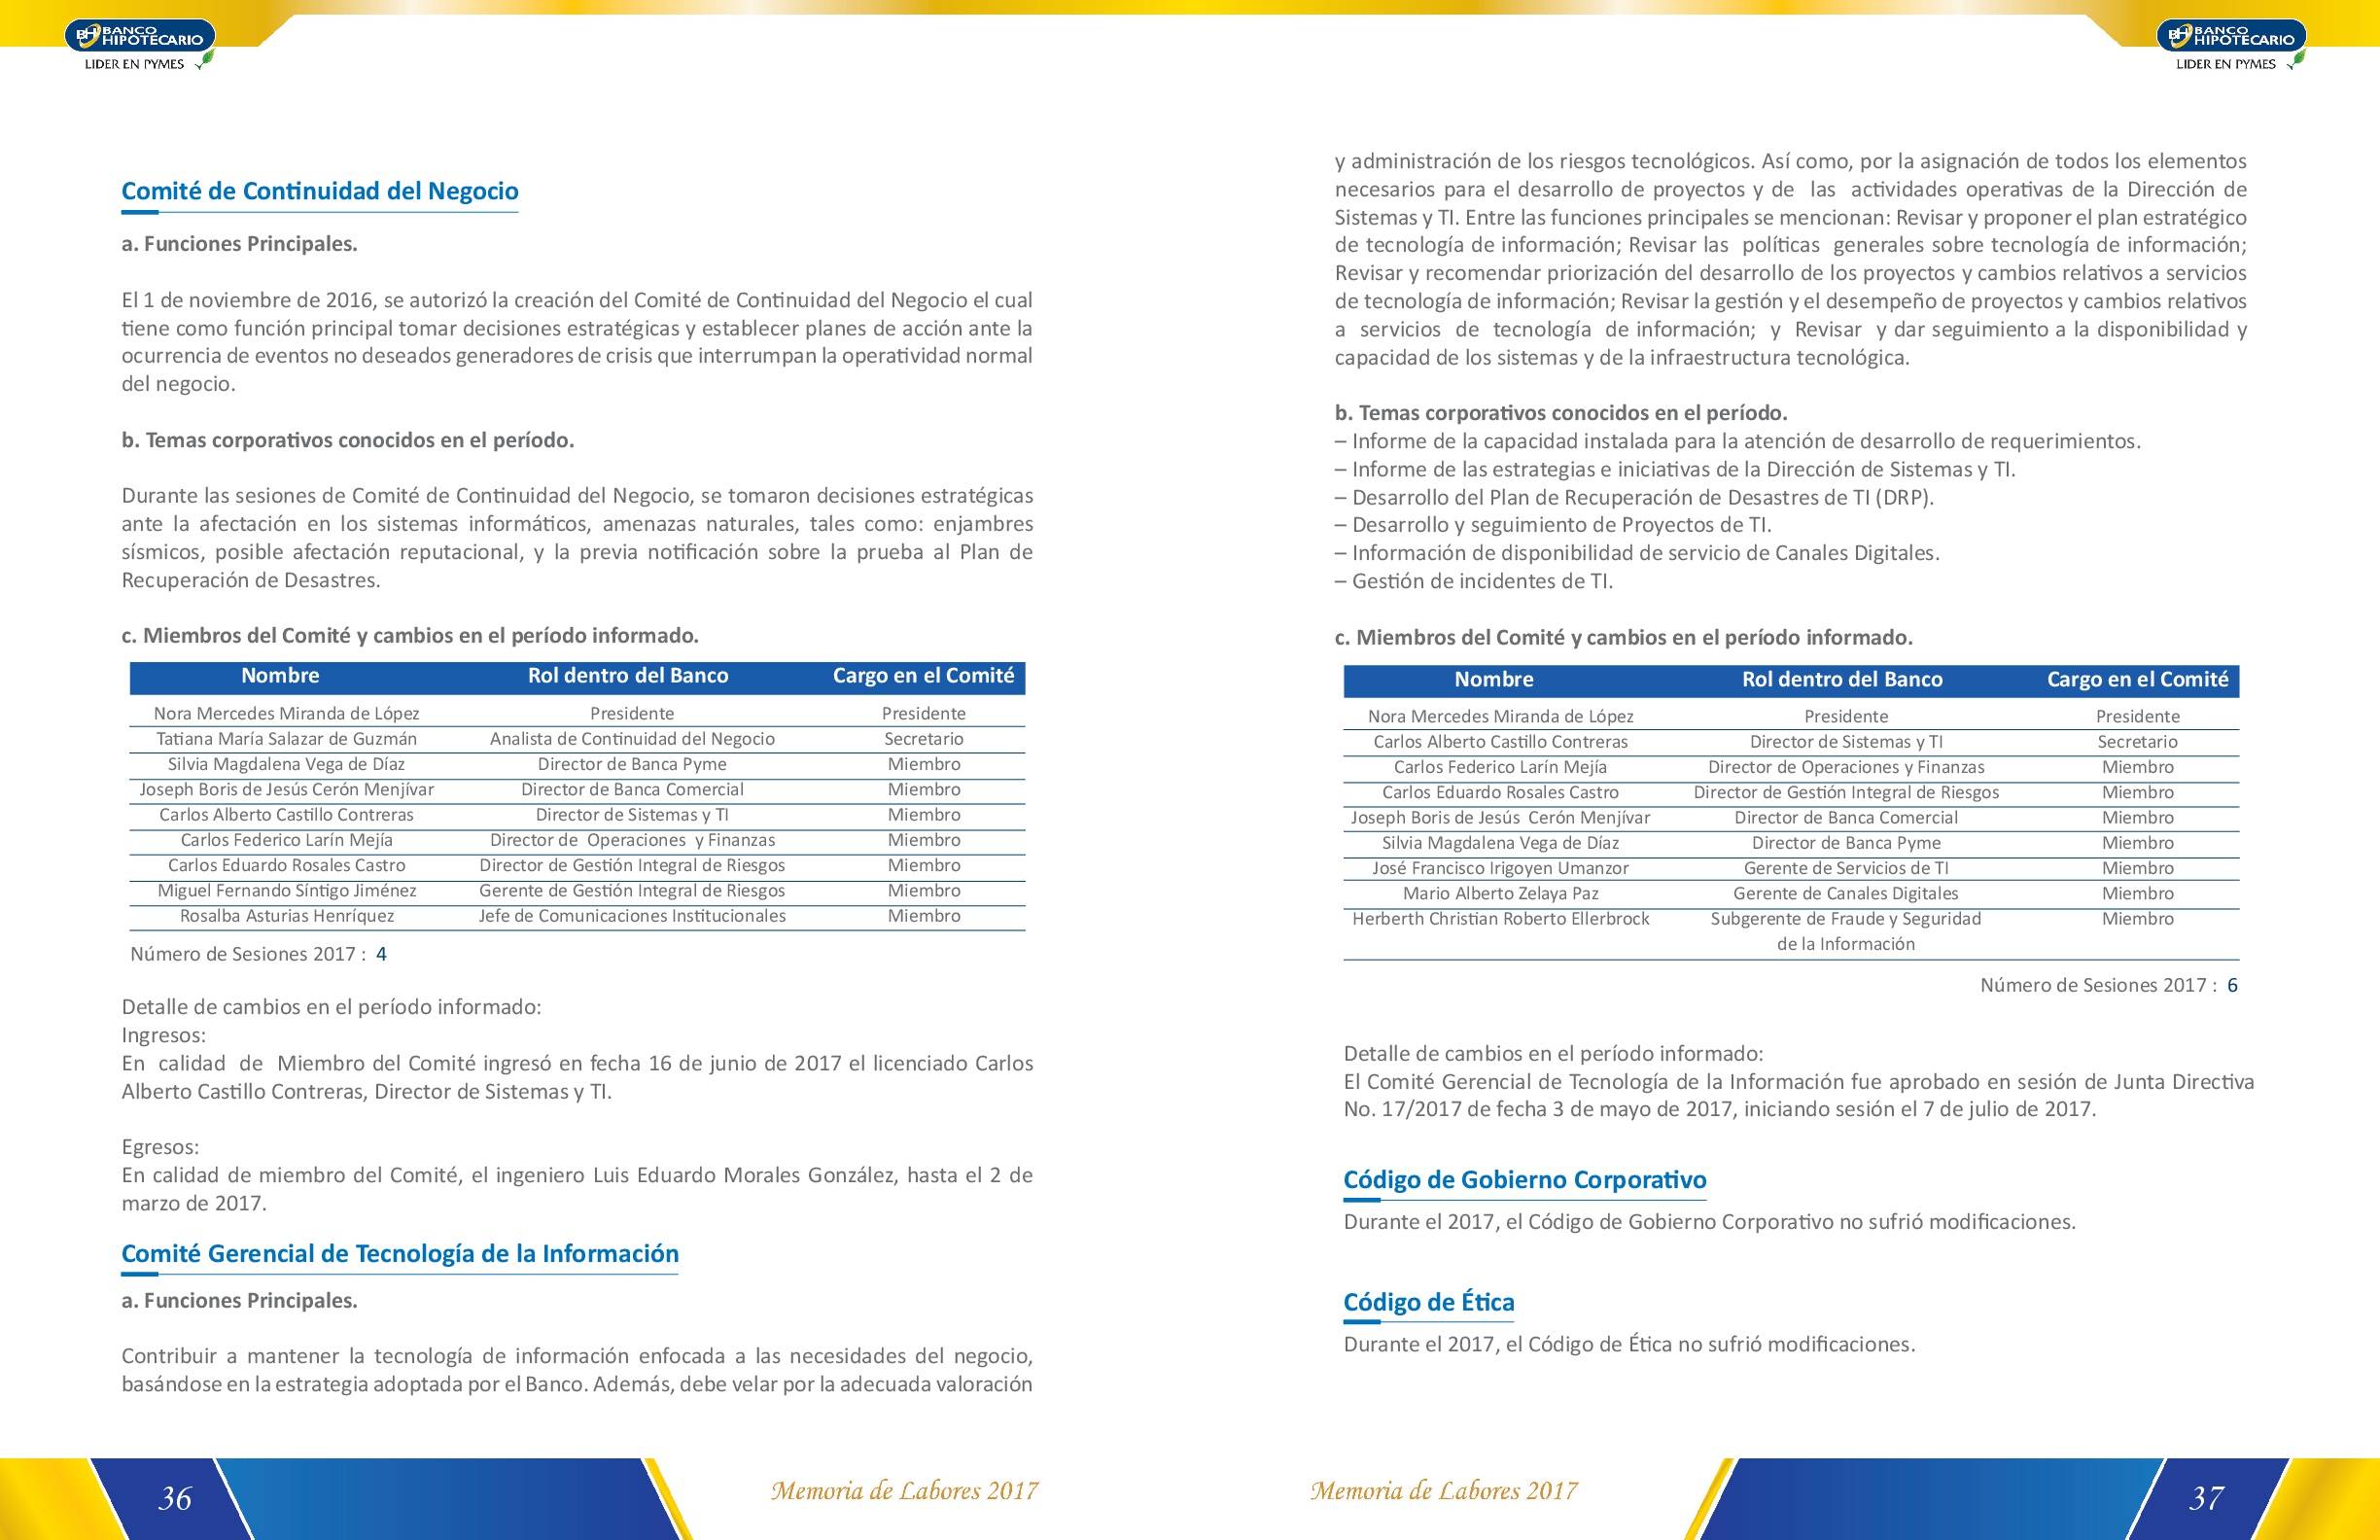 BH BANCO
HIPOTECARIO
LIDER EN PYMES
Comité de Continuidad del Negocio
a. Funciones Principales.
El 1 de noviembre de 2016, se autorizó la creación del Comité de Continuidad del Negocio el cual
tiene como función principal tomar decisiones estratégicas y establecer planes de acción ante la
ocurrencia de eventos no deseados generadores de crisis que interrumpan la operatividad normal
del negocio.
b. Temas corporativos conocidos en el período.
Durante las sesiones de Comité de Continuidad del Negocio, se tomaron decisiones estratégicas
ante la afectación en los sistemas informáticos, amenazas naturales, tales como: enjambres
sísmicos, posible afectación reputacional, y la previa notificación sobre la prueba al Plan de
Recuperación de Desastres.
c. Miembros del Comité y cambios en el período informado.
Nombre Rol dentro del Banco Cargo en el Comité
Nora Mercedes Miranda de López Presidente Presidente
Tatiana María Salazar de Guzmán Analista de Continuidad del Negocio Secretario
Silvia Magdalena Vega de Díaz Director de Banca Pyme Miembro
Joseph Boris de Jesús Cerón Menjívar Director de Banca Comercial Miembro
Carlos Alberto Castillo Contreras Director de Sistemas y TI Miembro
Carlos Federico Larín Mejía Director de Operaciones y Finanzas Miembro
Carlos Eduardo Rosales Castro Director de Gestión Integral de Riesgos Miembro
Miguel Fernando Síntigo Jiménez Gerente de Gestión Integral de Riesgos Miembro
Rosalba Asturias Henríquez Jefe de Comunicaciones Institucionales Miembro
Número de Sesiones 2017 : 4
Detalle de cambios en el período informado:
Ingresos:
En calidad de Miembro del Comité ingresó en fecha 16 de junio de 2017 el licenciado Carlos
Alberto Castillo Contreras, Director de Sistemas y TI.
Egresos:
En calidad de miembro del Comité, el ingeniero Luis Eduardo Morales González, hasta el 2 de
marzo de 2017.
Comité Gerencial de Tecnología de la Información
a. Funciones Principales.
Contribuir a mantener la tecnología de información enfocada a las necesidades del negocio,
basándose en la estrategia adoptada por el Banco. Además, debe velar por la adecuada valoración
36
Memoria de Labores 2017
BH BANCO
HIPOTECARIO
LIDER EN PYMES
y administración de los riesgos tecnológicos. Así como, por la asignación de todos los elementos
necesarios para el desarrollo de proyectos y de las actividades operativas de la Dirección de
Sistemas y TI. Entre las funciones principales se mencionan: Revisar y proponer el plan estratégico
de tecnología de información; Revisar las políticas generales sobre tecnología de información;
Revisar y recomendar priorización del desarrollo de los proyectos y cambios relativos a servicios
de tecnología de información; Revisar la gestión y el desempeño de proyectos y cambios relativos
a servicios de tecnología de información; y Revisar y dar seguimiento a la disponibilidad y
capacidad de los sistemas y de la infraestructura tecnológica.
b. Temas corporativos conocidos en el período.
– Informe de la capacidad instalada para la atención de desarrollo de requerimientos.
– Informe de las estrategias e iniciativas de la Dirección de Sistemas y TI.
– Desarrollo del Plan de Recuperación de Desastres de TI (DRP).
– Desarrollo y seguimiento de Proyectos de TI.
– Información de disponibilidad de servicio de Canales Digitales.
– Gestión de incidentes de TI.
c. Miembros del Comité y cambios en el período informado.
Nombre Rol dentro del Banco Cargo en el Comité
Nora Mercedes Miranda de López Presidente Presidente
Carlos Alberto Castillo Contreras Director de Sistemas y TI Secretario
Carlos Federico Larín Mejía Director de Operaciones y Finanzas Miembro
Carlos Eduardo Rosales Castro Director de Gestión Integral de Riesgos Miembro
Joseph Boris de Jesús Cerón Menjívar Director de Banca Comercial Miembro
Silvia Magdalena Vega de Díaz Director de Banca Pyme Miembro
José Francisco Irigoyen Umanzor Gerente de Servicios de TI Miembro
Mario Alberto Zelaya Paz Gerente de Canales Digitales Miembro
Herberth Christian Roberto Ellerbrock Subgerente de Fraude y Seguridad Miembro
de la Información
Número de Sesiones 2017 : 6
Detalle de cambios en el período informado:
El Comité Gerencial de Tecnología de la Información fue aprobado en sesión de Junta Directiva
No. 17/2017 de fecha 3 de mayo de 2017, iniciando sesión el 7 de julio de 2017.
Código de Gobierno Corporativo
Durante el 2017, el Código de Gobierno Corporativo no sufrió modificaciones.
Código de Ética
Durante el 2017, el Código de Ética no sufrió modificaciones.
Memoria de Labores 2017
37